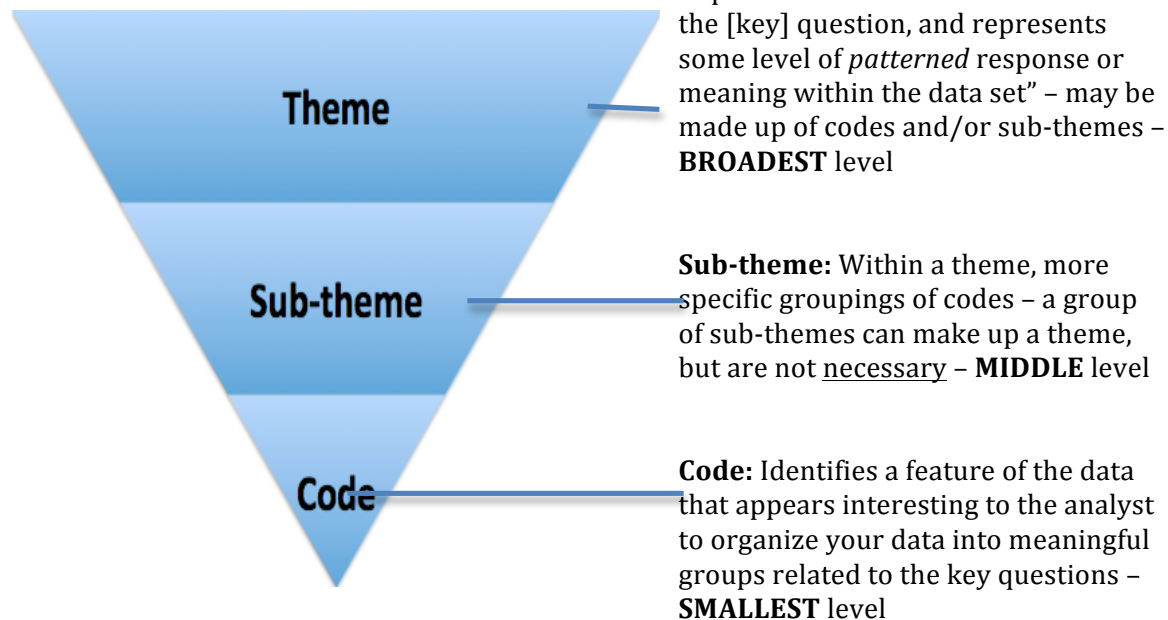 the [key] question, and represents
some level of patterned response or
meaning within the data set” – may be
made up of codes and/or sub-themes –
BROADEST level
Theme
Sub-theme: Within a theme, more
specific groupings of codes – a group
of sub-themes can make up a theme,
but are not necessary – MIDDLE level
Sub-theme
Code: Identifies a feature of the data
that appears interesting to the analyst
to organize your data into meaningful
groups related to the key questions –
SMALLEST level
Code